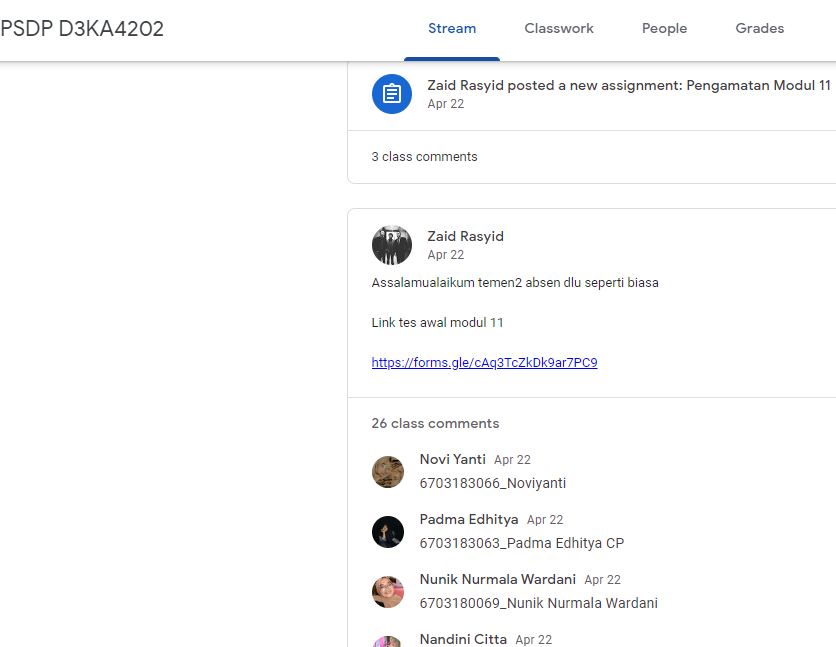 PSDP D3KA4202
Stream Classwork People Grades
Zaid Rasyid posted a new assignment: Pengamatan Modul 11
Apr 22
3 class comments
Zaid Rasyid
Apr 22
Assalamualaikum temen2 absen dlu seperti biasa
Link tes awal modul 11
https://forms.gle/cAq3TcZkDk9ar7PC9
26 class comments
Novi Yanti Apr 22
6703183066_Noviyanti
Padma Edhitya Apr 22
6703183063_Padma Edhitya CP
Nunik Nurmala Wardani Apr 22
6703180069_Nunik Nurmala Wardani
Nandini Citta Apr 22